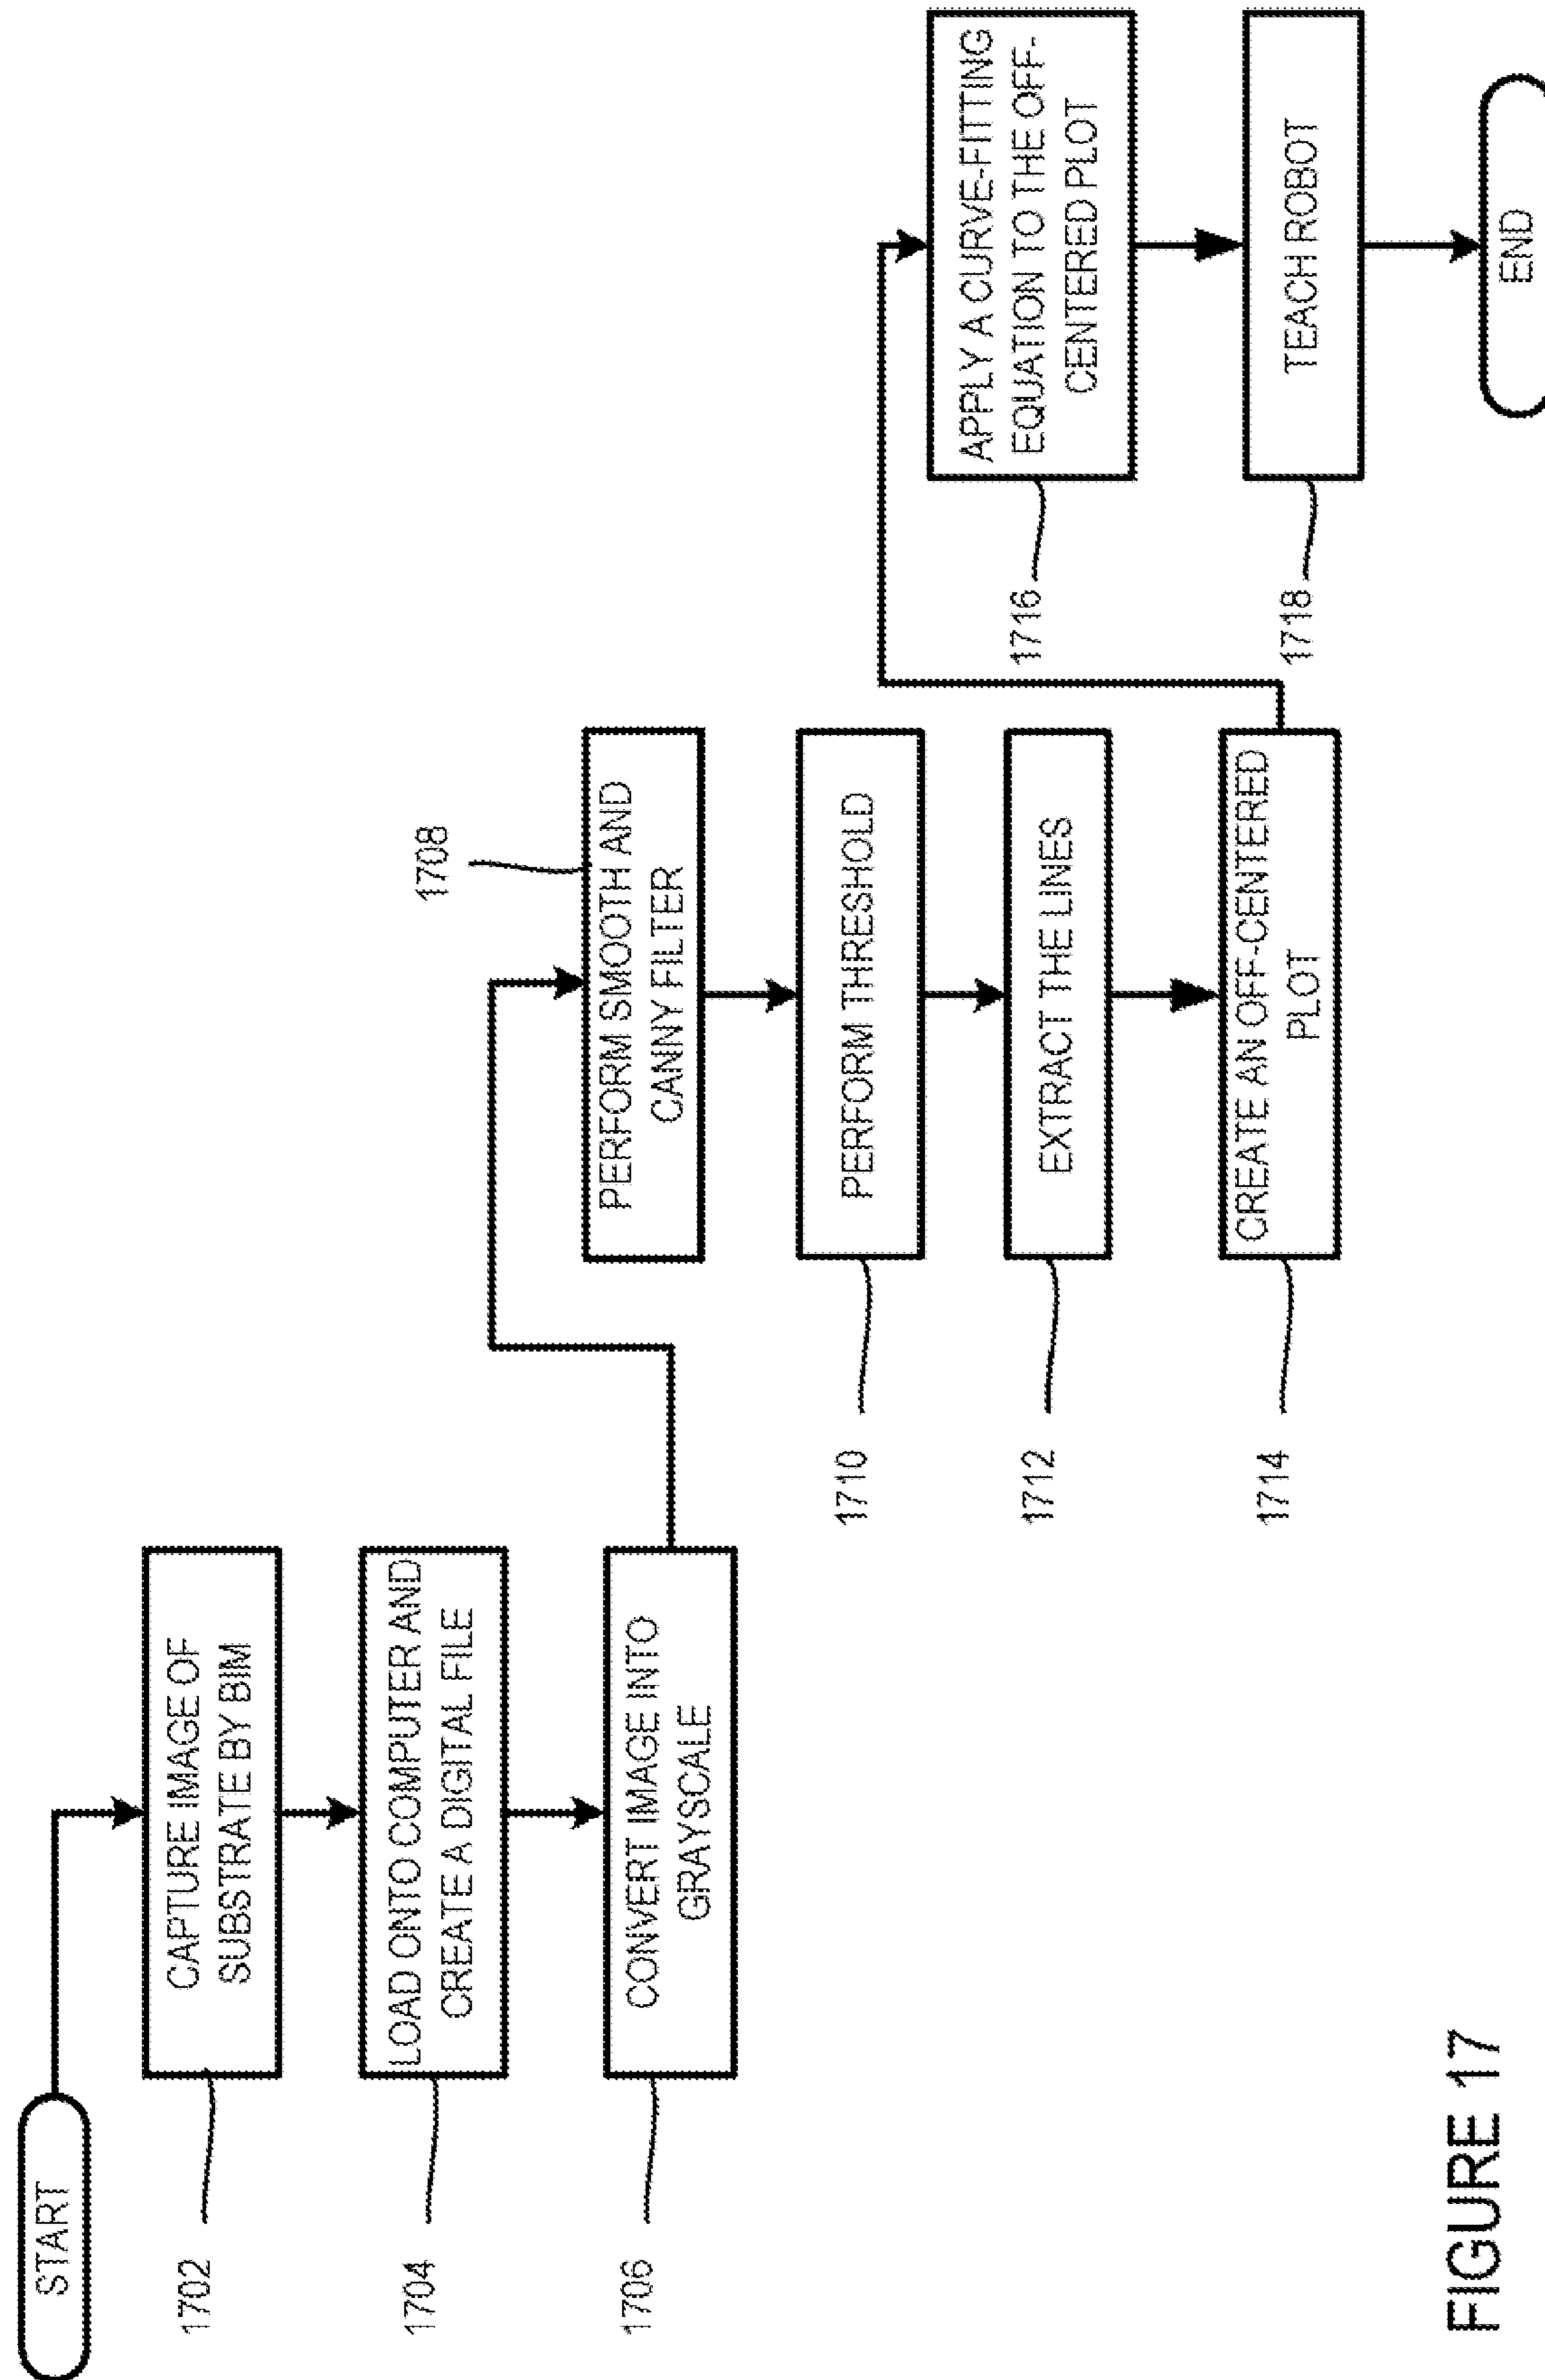 START
1702
CAPTURE IMAGE OF
SUBSTRATE BY BIM
1704
LOAD ONTO COMPUTER AND
CREATE A DIGITAL FILE
1706
CONVERT IMAGE INTO
GRAYSCALE
1708
PERFORM SMOOTH AND
CANNY FILTER
1710
PERFORM THRESHOLD
1712
EXTRACT THE LINES
1714
CREATE AN OFF-CENTERED
PLOT
1716
APPLY A CURVE-FITTING
EQUATION TO THE OFF-
CENTERED PLOT
1718
TEACH ROBOT
END
FIGURE 17